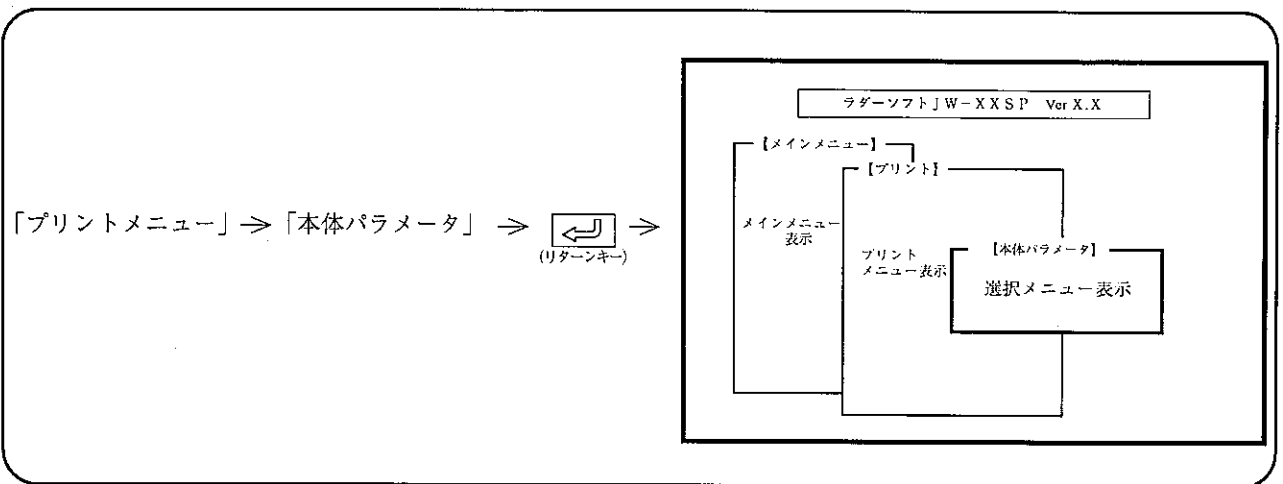 「プリントメニュー」→「本体パラメータ」→ →
(リターンキー)
ラダーソフトJW-XXSP Ver X.X
【メインメニュー】
【プリント】
メインメニュー
表示
プリント
メニュー表示
【本体パラメータ】
選択メニュー表示